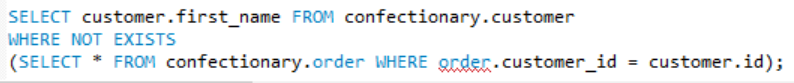 SELECT customer.first_name FROM confectionary.customer
WHERE NOT EXISTS
(SELECT * FROM confectionary.order WHERE order.customer_id = customer.id);